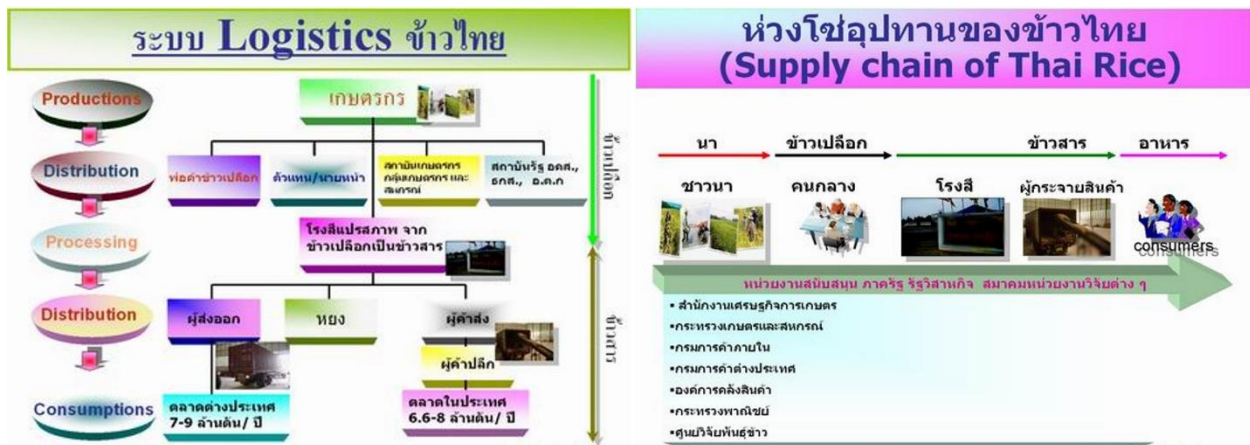 ระบบ Logistics ข้าวไทย
Productions
เกษตรกร
Distribution
พ่อค้าข้าวเปลือก
ตัวแทน/นายหน้า
สถาบันเกษตรกร
กลุ่มเกษตรกร และ
สหกรณ์
สถาบันรัฐ อคส.,
ธกส., อ.ต.ก
ข้าวเปลือก
Processing
โรงสีแปรสภาพ จาก
ข้าวเปลือกเป็นข้าวสาร
Distribution
ผู้ส่งออก
หยง
ผู้ค้าส่ง
ผู้ค้าปลีก
ข้าวสาร
Consumptions
ตลาดต่างประเทศ
7-9 ล้านตัน/ ปี
ตลาดในประเทศ
6.6-8 ล้านตัน/ ปี
ห่วงโซ่อุปทานของข้าวไทย
(Supply chain of Thai Rice)
นา ข้าวเปลือก ข้าวสาร อาหาร
ชาวนา คนกลาง โรงสี ผู้กระจายสินค้า
consumers
หน่วยงานสนับสนุน ภาครัฐ รัฐวิสาหกิจ สมาคมหน่วยงานวิจัยต่าง ๆ
▪ สำนักงานเศรษฐกิจการเกษตร
▪กระทรวงเกษตรและสหกรณ์
▪กรมการค้าภายใน
▪กรมการค้าต่างประเทศ
▪องค์การคลังสินค้า
▪กระทรวงพาณิชย์
▪ศูนย์วิจัยพันธุ์ข้าว